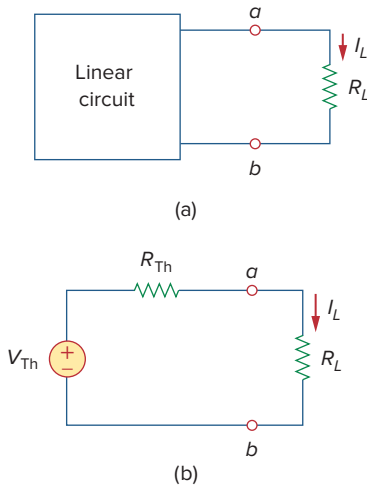 a
I_L
Linear
circuit
R_L
b
(a)
R_Th
a
I_L
V_Th
+
−
R_L
b
(b)